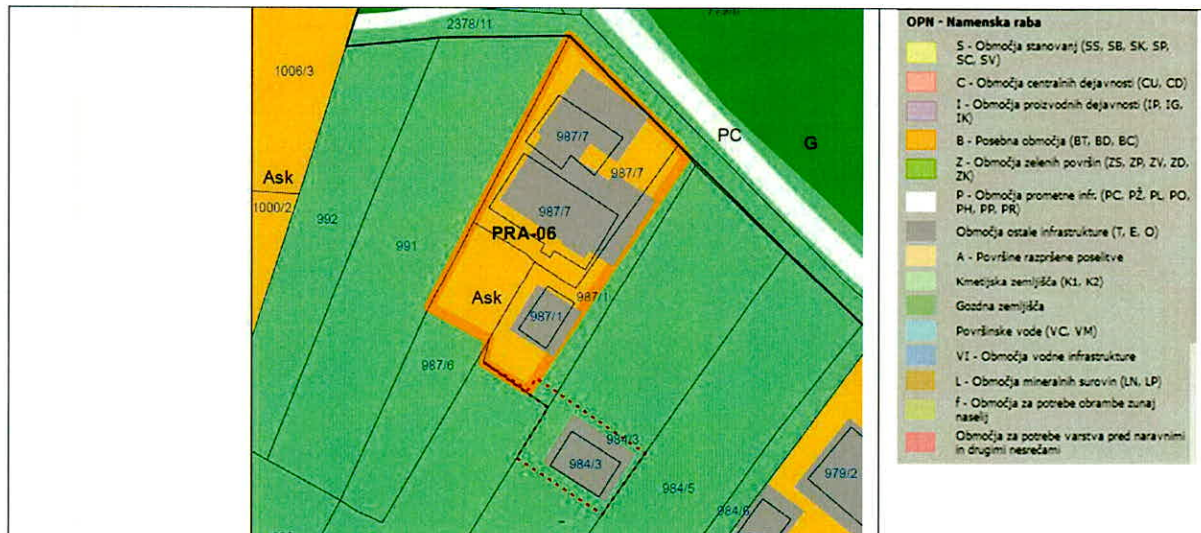 2378/11
1006/3
987/7
PC
G
987/7
Ask
1000/2
987/7
992
991
PRA-06
Ask
987/1
987/1
987/6
984/3
984/3
984/5
979/2
984/6
OPN - Namenska raba
S - Območja stanovanj (SS, SB, SK, SP,
SC, SV)
C - Območja centralnih dejavnosti (CU, CD)
I - Območja proizvodnih dejavnosti (IP, IG,
IK)
B - Posebna območja (BT, BD, BC)
Z - Območja zelenih površin (ZS, ZP, ZV, ZD,
ZK)
P - Območja prometne infr. (PC, PŽ, PL, PO,
PH, PP, PR)
Območja ostale infrastrukture (T, E, O)
A - Površine razpršene poselitve
Kmetijska zemljišča (K1, K2)
Gozdna zemljišča
Površinske vode (VC, VM)
VI - Območja vodne infrastrukture
L - Območja mineralnih surovin (LN, LP)
f - Območja za potrebe obrambe zunaj
naselij
Območja za potrebe varstva pred naravnimi
in drugimi nesrečami